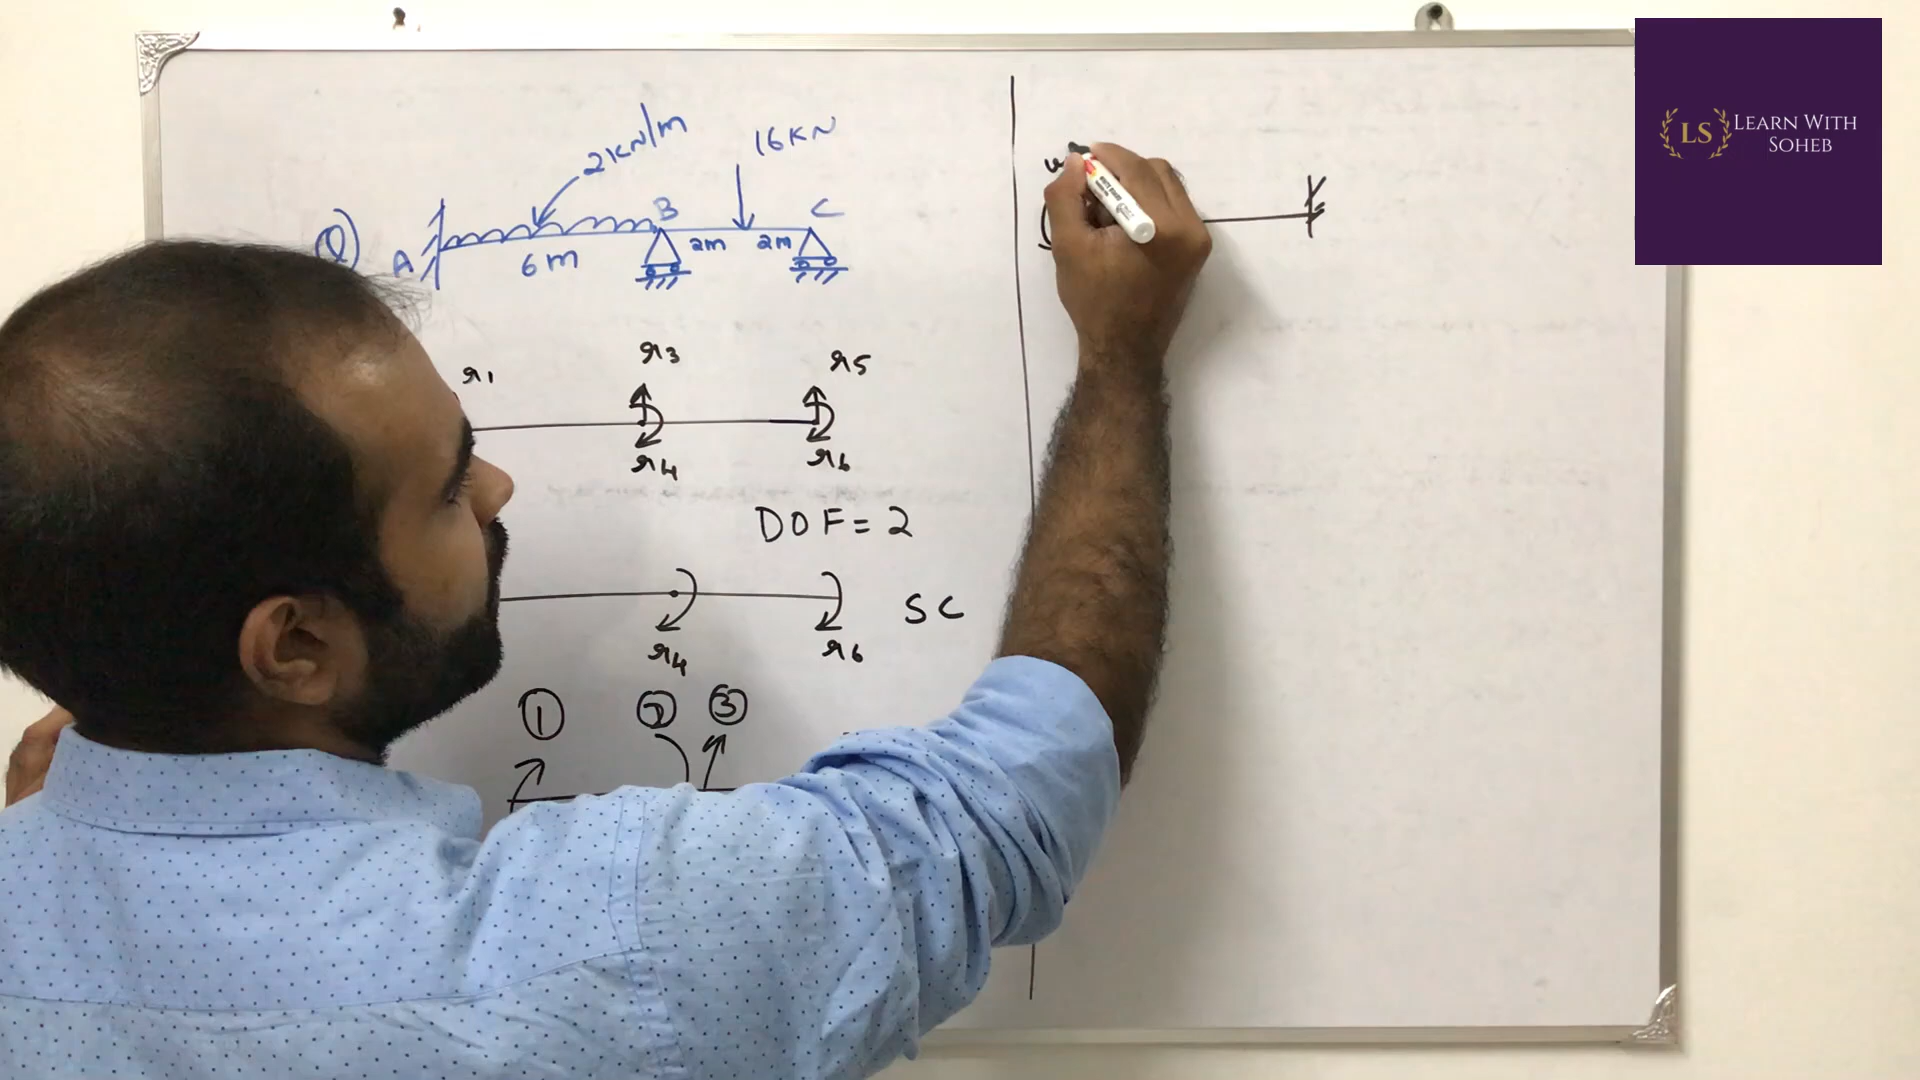 2KN/m
16KN
Q) A B C
6m 2m 2m
r1 r3 r5
r4 r6
DOF = 2
SC
r4 r6
1 2 3
LS LEARN WITH
SOHEB